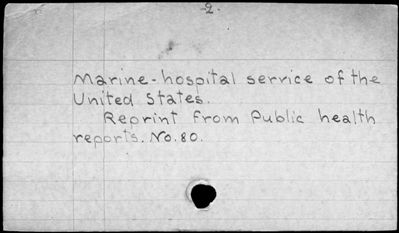 -2-
Marine-hospital service of the
United States.
Reprint from Public health
reports. No. 80.